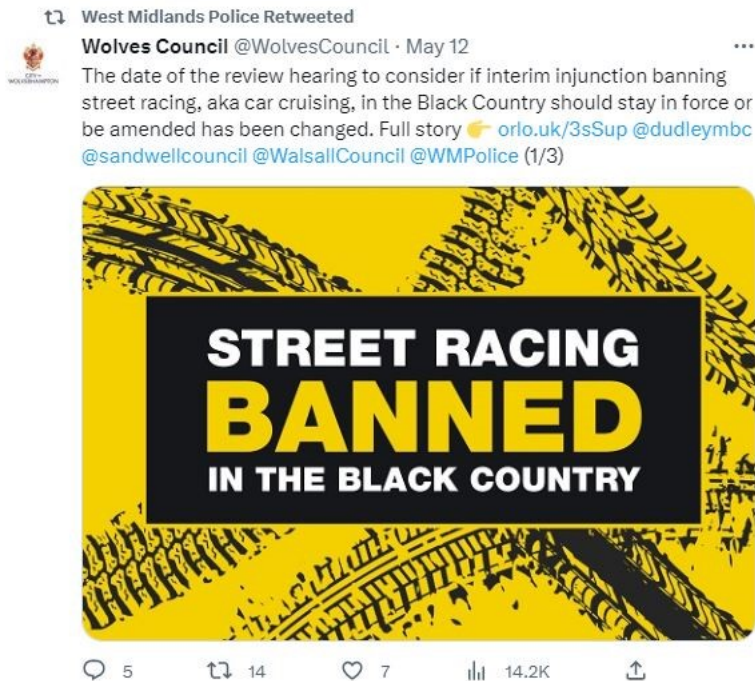 West Midlands Police Retweeted
Wolves Council @WolvesCouncil · May 12
The date of the review hearing to consider if interim injunction banning
street racing, aka car cruising, in the Black Country should stay in force or
be amended has been changed. Full story 👉 orlo.uk/3sSup @dudleymbc
@sandwellcouncil @WalsallCouncil @WMPolice (1/3)
CITY OF
WOLVERHAMPTON
STREET RACING
BANNED
IN THE BLACK COUNTRY
5 14 7 14.2K